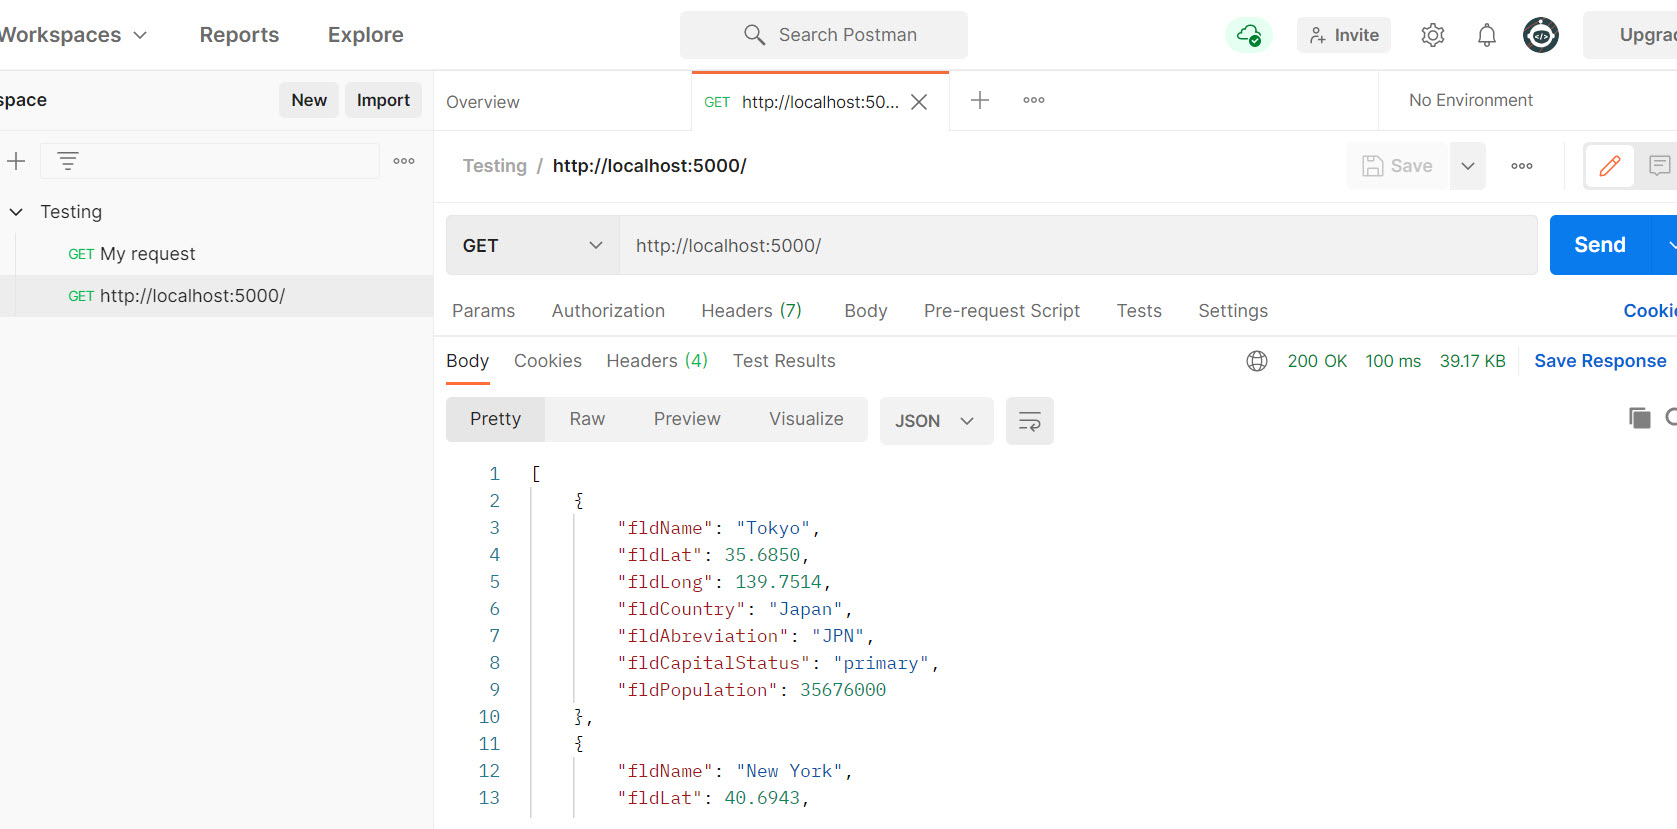 Workspaces Reports Explore Search Postman Invite
space New Import Overview GET http://localhost:50... No Environment
Testing / http://localhost:5000/ Save
Testing
GET My request
GET http://localhost:5000/
GET http://localhost:5000/ Send
Params Authorization Headers (7) Body Pre-request Script Tests Settings
Body Cookies Headers (4) Test Results 200 OK 100 ms 39.17 KB Save Response
Pretty Raw Preview Visualize JSON
1 [
2 {
3 "fldName": "Tokyo",
4 "fldLat": 35.6850,
5 "fldLong": 139.7514,
6 "fldCountry": "Japan",
7 "fldAbreviation": "JPN",
8 "fldCapitalStatus": "primary",
9 "fldPopulation": 35676000
10 },
11 {
12 "fldName": "New York",
13 "fldLat": 40.6943,